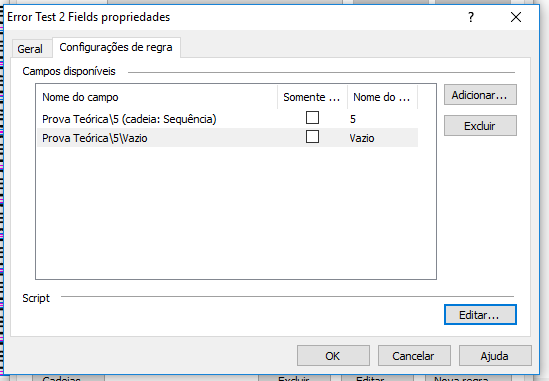 Error Test 2 Fields propriedades
Geral
Configurações de regra
Campos disponíveis
Nome do campo Somente ... Nome do ...
Prova Teórica\5 (cadeia: Sequência) 5
Prova Teórica\5\Vazio Vazio
Adicionar...
Excluir
Script
Editar...
OK Cancelar Ajuda
Cadeias Excluir Editar Nova regra